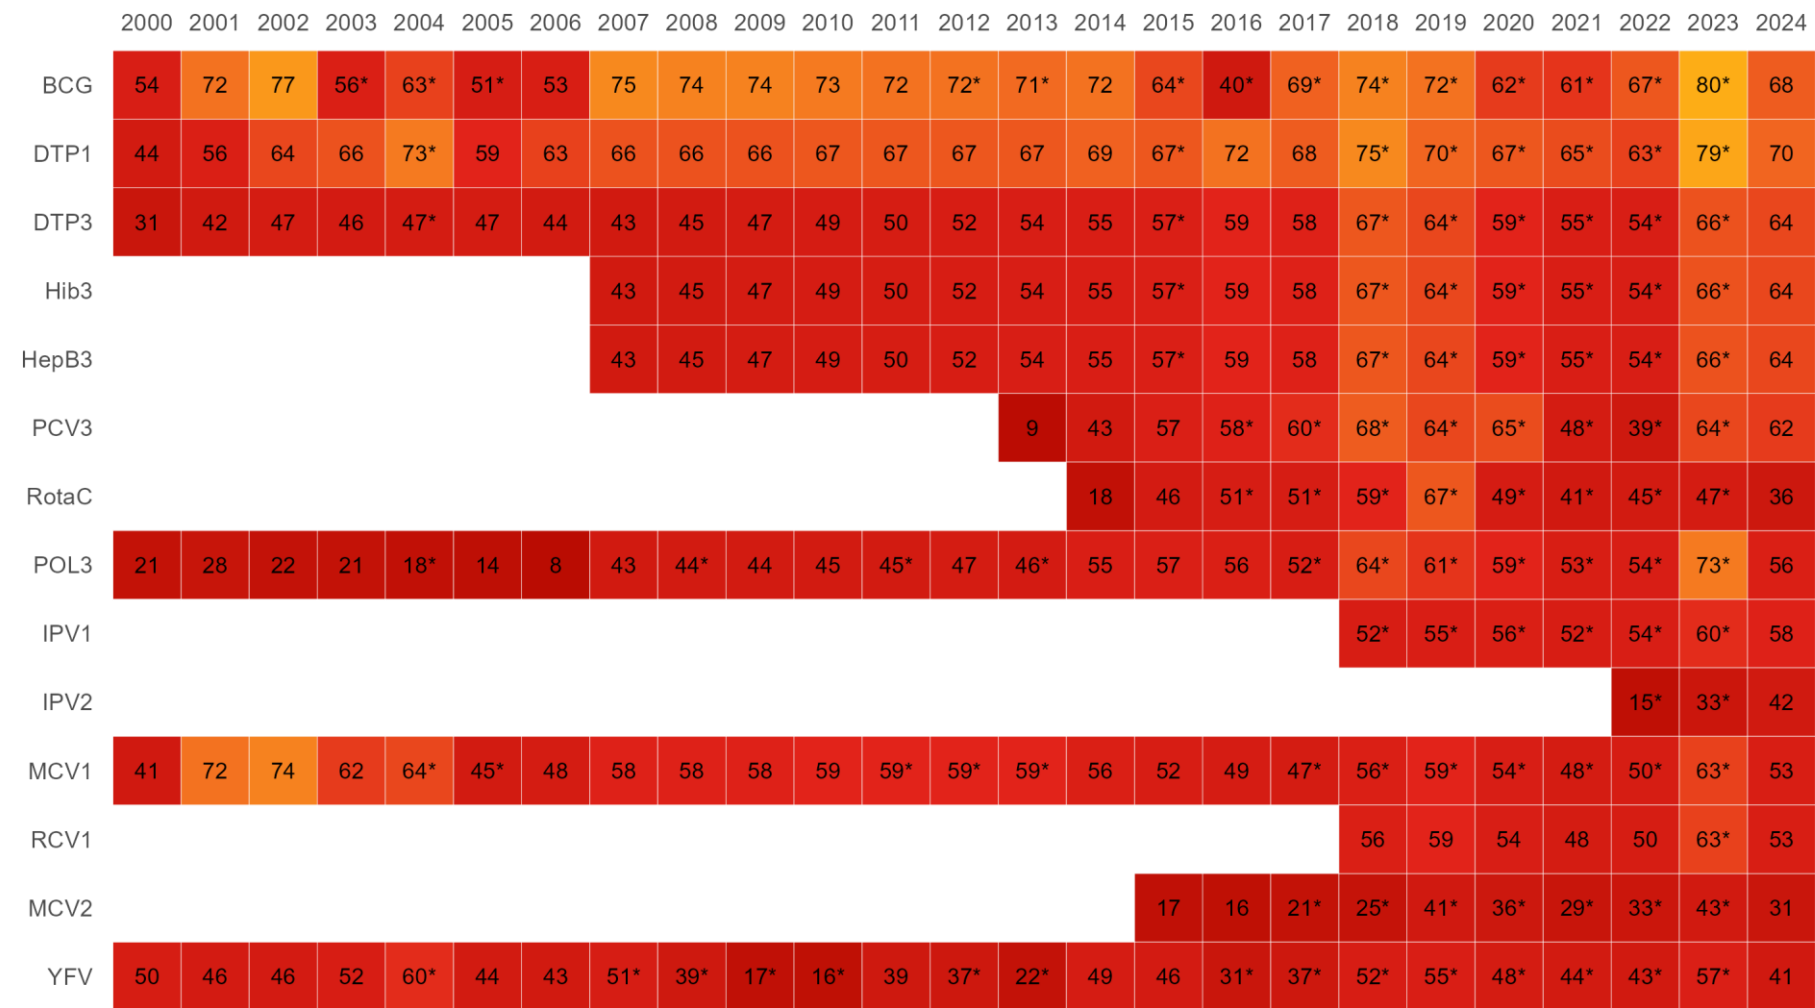 2000 2001 2002 2003 2004 2005 2006 2007 2008 2009 2010 2011 2012 2013 2014 2015 2016 2017 2018 2019 2020 2021 2022 2023 2024
BCG 54 72 77 56* 63* 51* 53 75 74 74 73 72 72* 71* 72 64* 40* 69* 74* 72* 62* 61* 67* 80* 68
DTP1 44 56 64 66 73* 59 63 66 66 66 67 67 67 67 69 67* 72 68 75* 70* 67* 65* 63* 79* 70
DTP3 31 42 47 46 47* 47 44 43 45 47 49 50 52 54 55 57* 59 58 67* 64* 59* 55* 54* 66* 64
Hib3 43 45 47 49 50 52 54 55 57* 59 58 67* 64* 59* 55* 54* 66* 64
HepB3 43 45 47 49 50 52 54 55 57* 59 58 67* 64* 59* 55* 54* 66* 64
PCV3 9 43 57 58* 60* 68* 64* 65* 48* 39* 64* 62
RotaC 18 46 51* 51* 59* 67* 49* 41* 45* 47* 36
POL3 21 28 22 21 18* 14 8 43 44* 44 45 45* 47 46* 55 57 56 52* 64* 61* 59* 53* 54* 73* 56
IPV1 52* 55* 56* 52* 54* 60* 58
IPV2 15* 33* 42
MCV1 41 72 74 62 64* 45* 48 58 58 58 59 59* 59* 59* 56 52 49 47* 56* 59* 54* 48* 50* 63* 53
RCV1 56 59 54 48 50 63* 53
MCV2 17 16 21* 25* 41* 36* 29* 33* 43* 31
YFV 50 46 46 52 60* 44 43 51* 39* 17* 16* 39 37* 22* 49 46 31* 37* 52* 55* 48* 44* 43* 57* 41